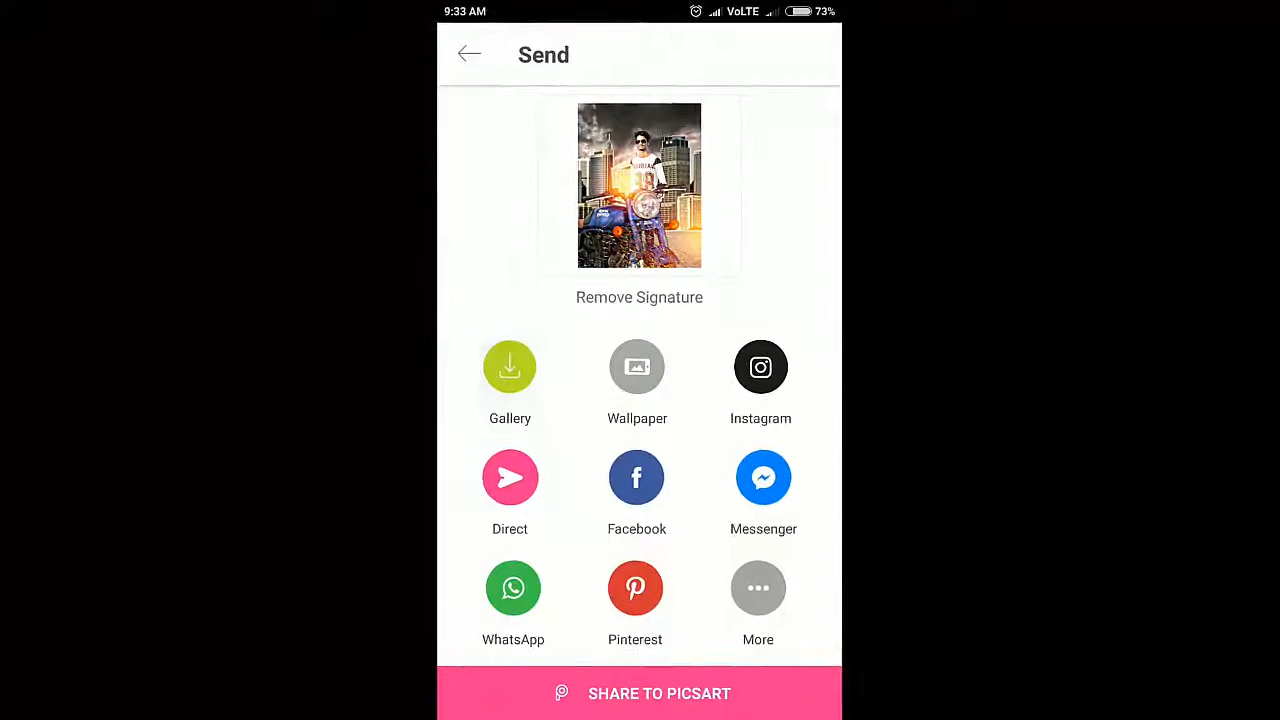 9:33 AM VoLTE 73%
Send
Remove Signature
Gallery Wallpaper Instagram
Direct Facebook Messenger
WhatsApp Pinterest More
SHARE TO PICSART